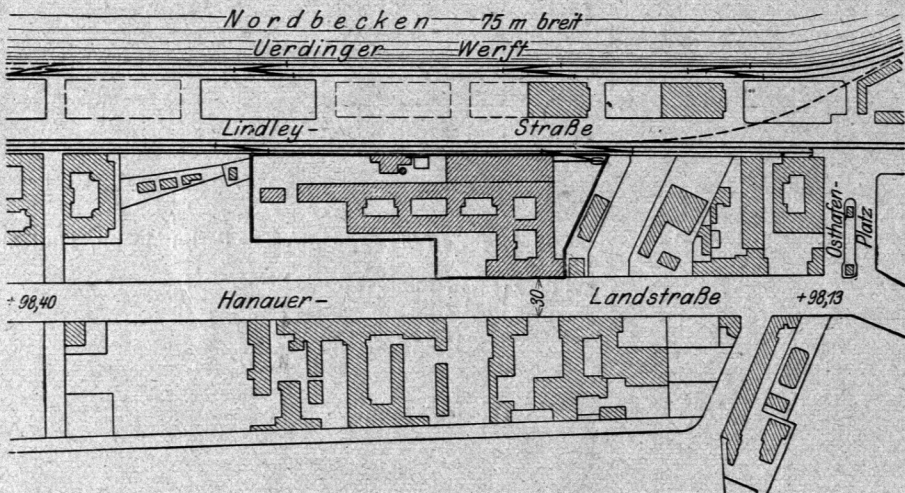 Nordbecken 75 m breit
Uerdinger Werft
Lindley- Straße
Osthafen-
Platz
+98,40 Hanauer- 30 Landstraße +98,13